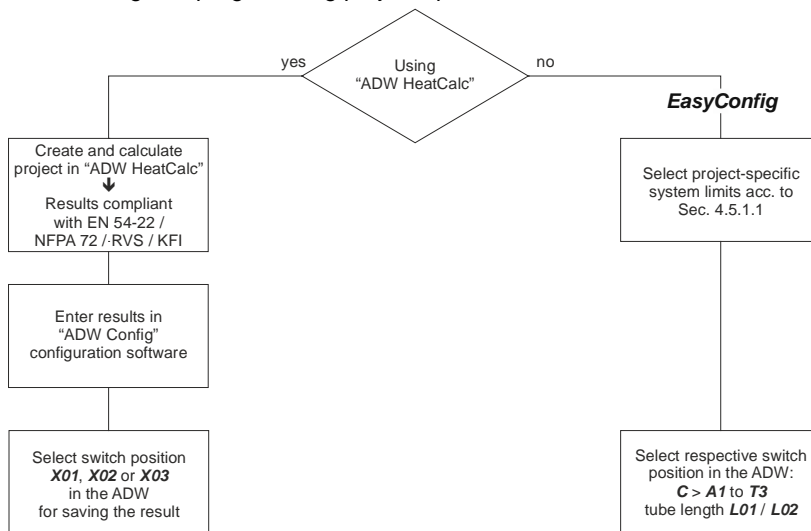 yes
Using
“ADW HeatCalc”
no
EasyConfig
Create and calculate
project in “ADW HeatCalc”
🡻
Results compliant
with EN 54-22 /
NFPA 72 / RVS / KFI
Enter results in
“ADW Config”
configuration software
Select switch position
X01, X02 or X03
in the ADW
for saving the result
Select project-specific
system limits acc. to
Sec. 4.5.1.1
Select respective switch
position in the ADW:
C > A1 to T3
tube length L01 / L02